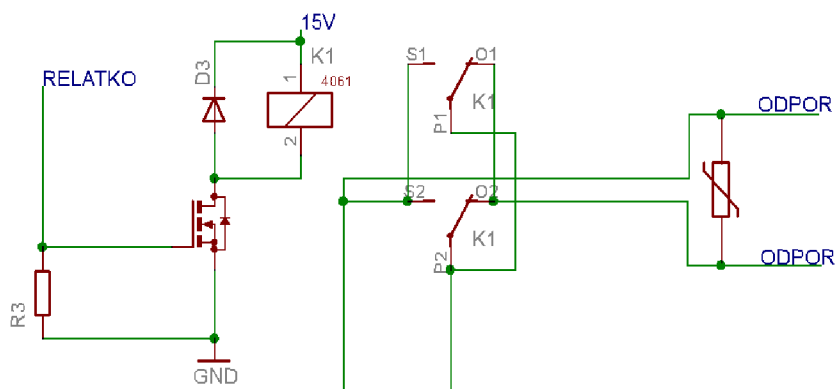 15V
K1
4061
1
2
D3
RELATKO
R3
GND
S1
O1
K1
P1
S2
O2
K1
P2
ODPOR
ODPOR